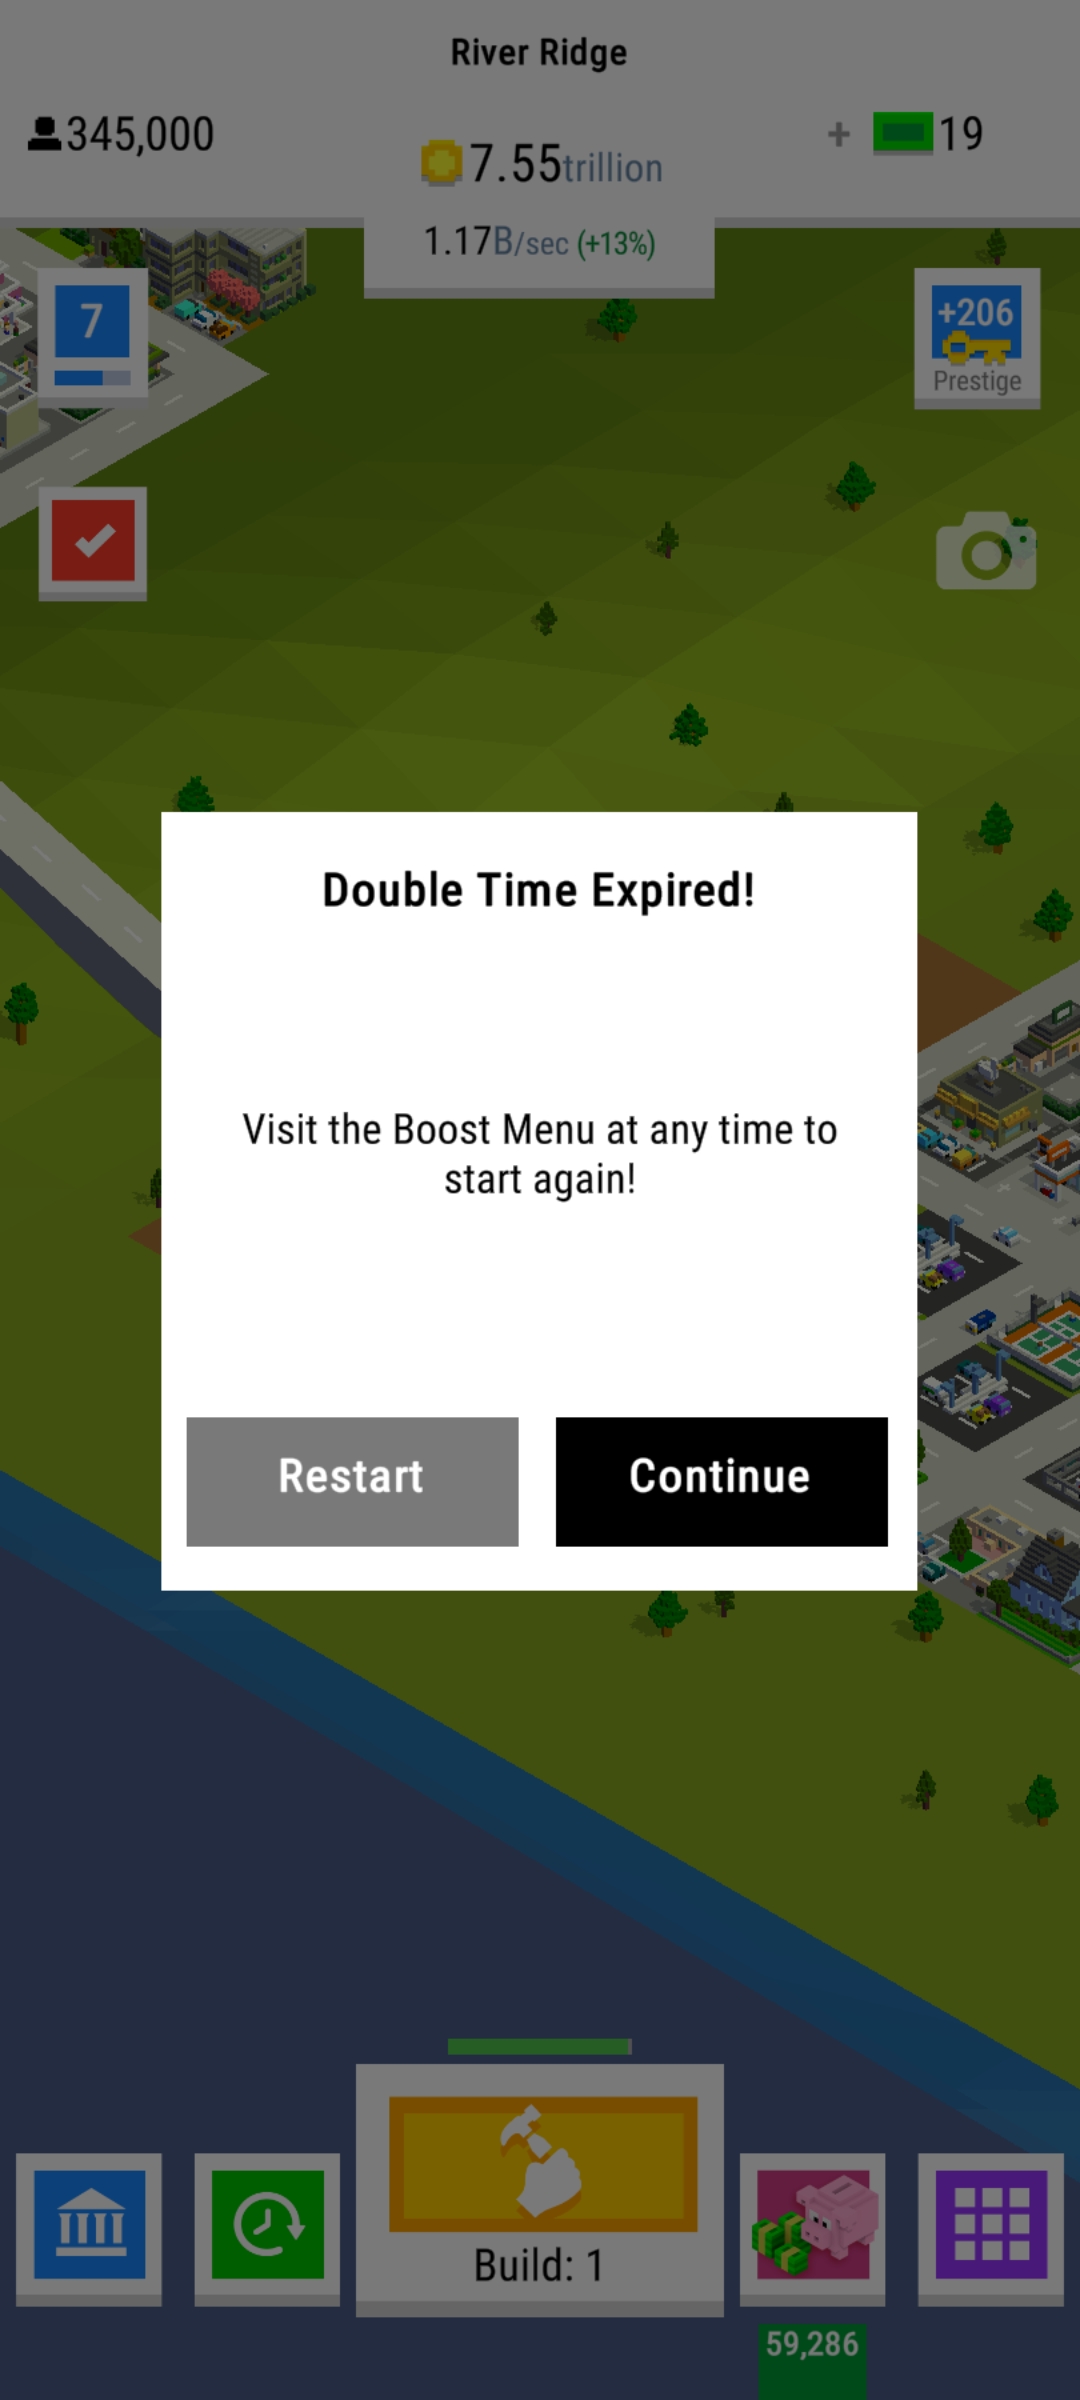 River Ridge
345,000
7.55trillion
+ 19
1.17B/sec (+13%)
7
+206
Prestige
Double Time Expired!
Visit the Boost Menu at any time to
start again!
Restart
Continue
Build: 1
59,286